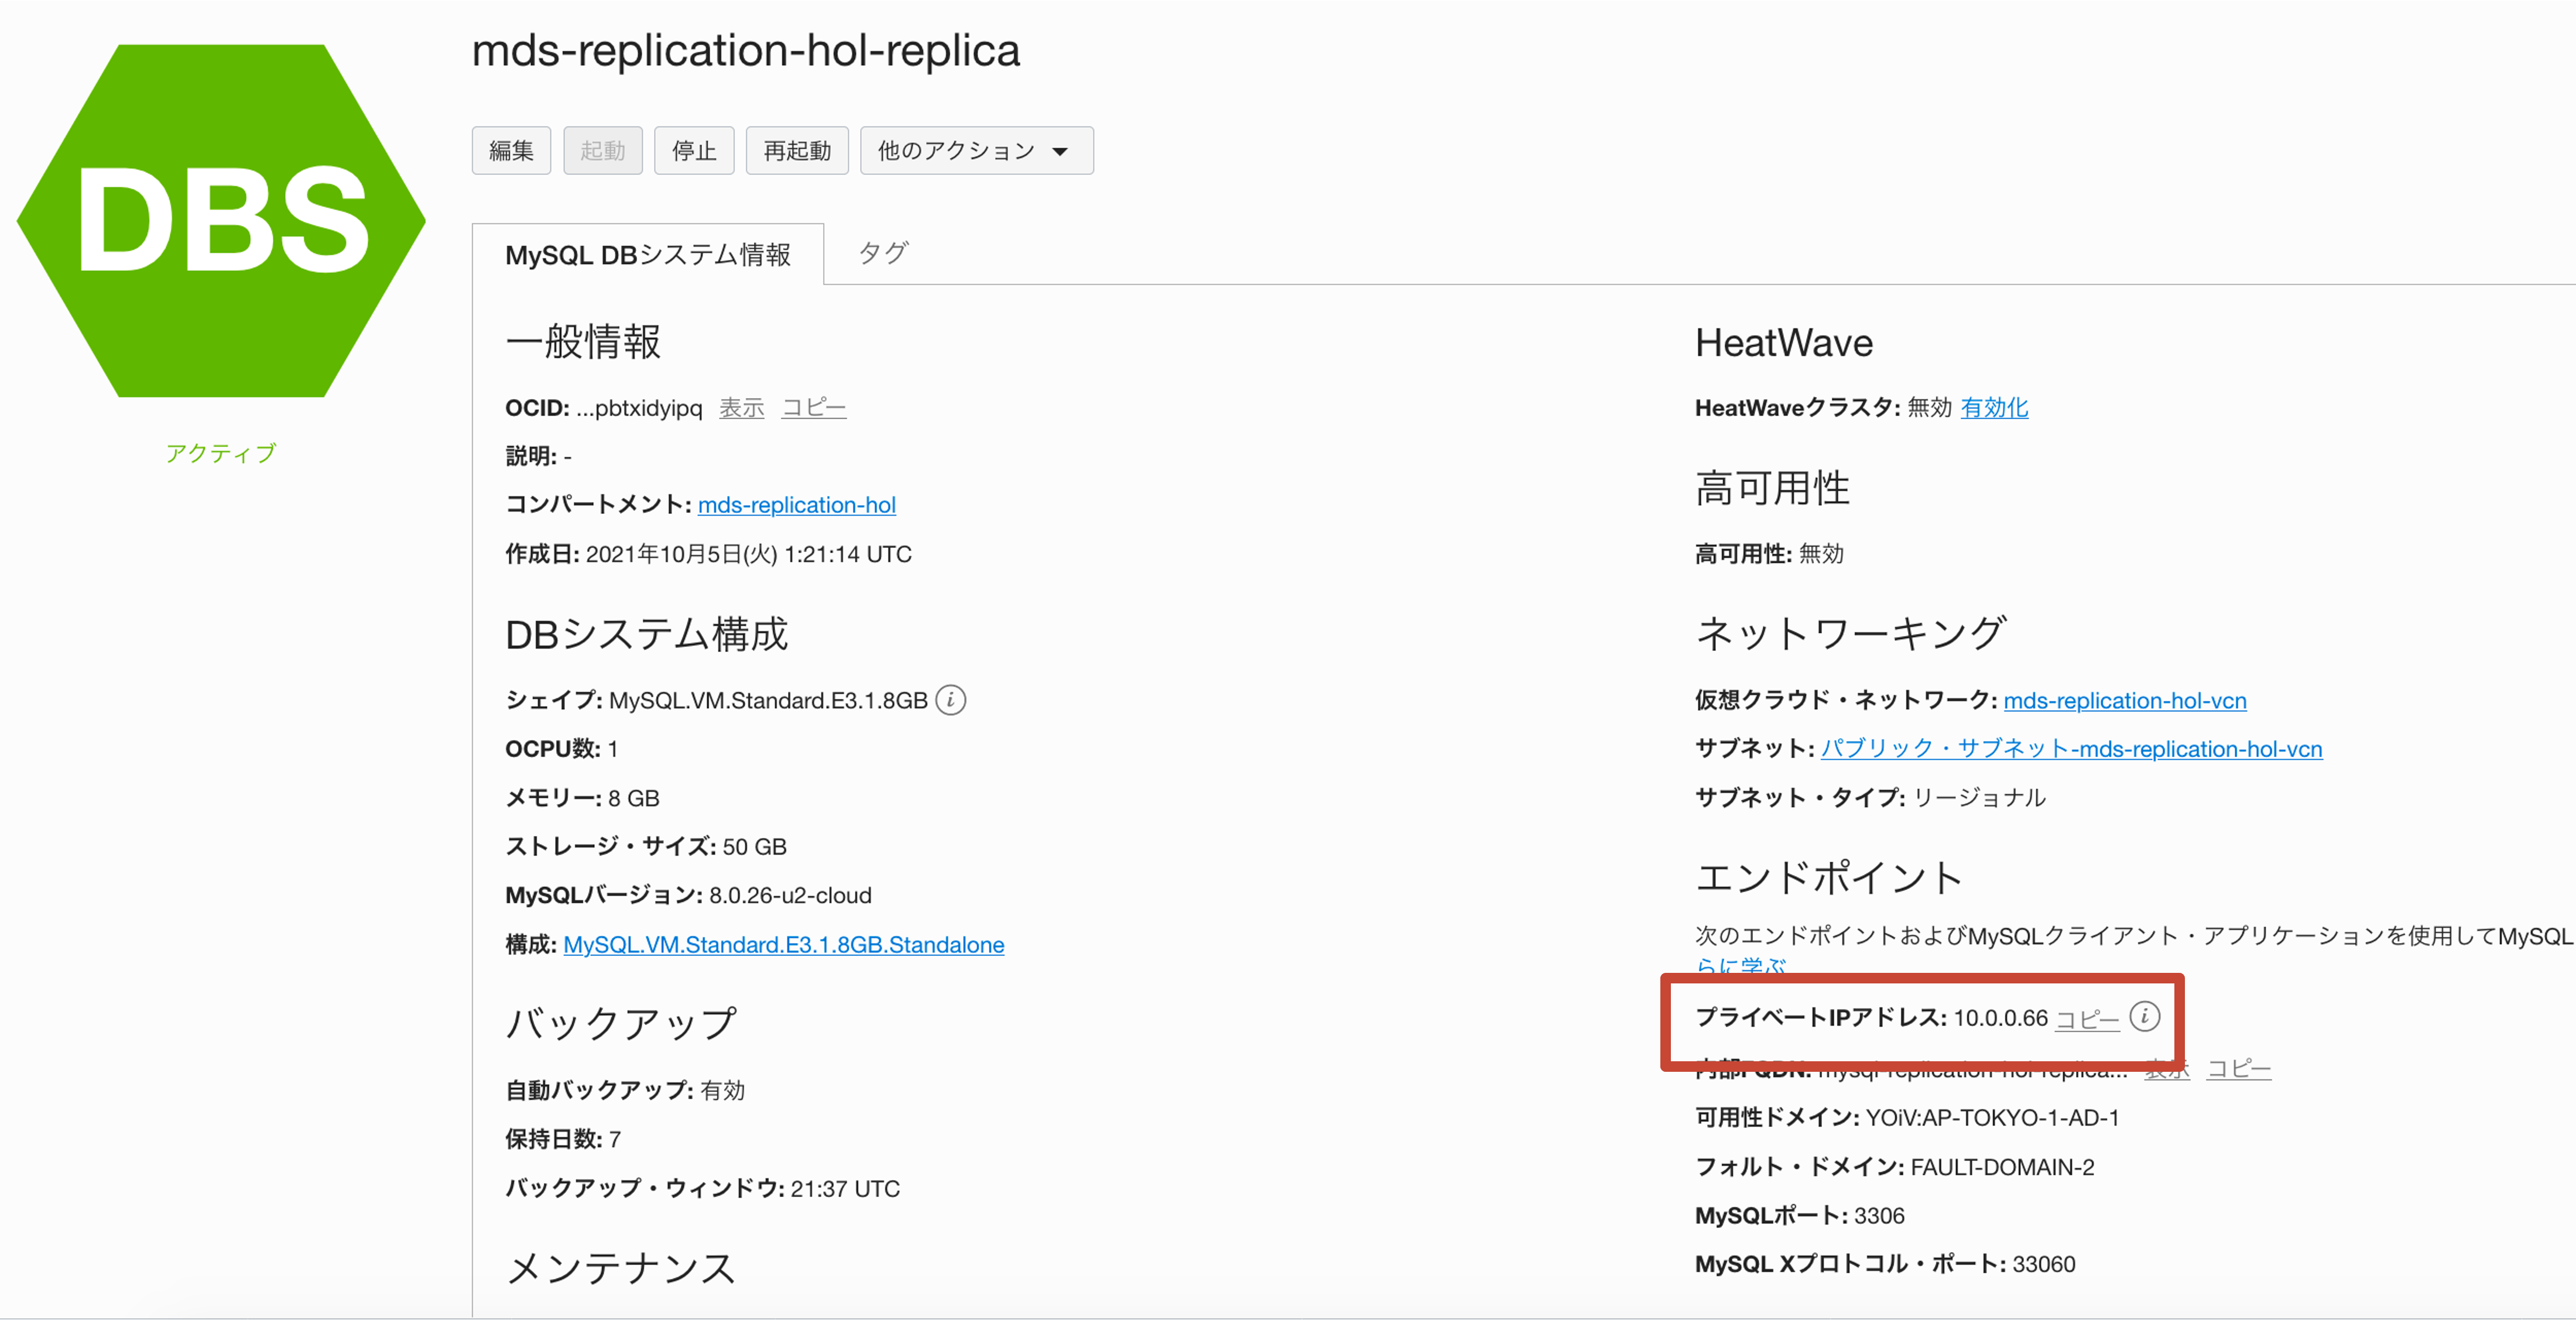 DBS
アクティブ
mds-replication-hol-replica
編集 起動 停止 再起動 他のアクション
MySQL DBシステム情報 タグ
一般情報
OCID: ...pbtxidyipq 表示 コピー
説明: -
コンパートメント: mds-replication-hol
作成日: 2021年10月5日(火) 1:21:14 UTC
DBシステム構成
シェイプ: MySQL.VM.Standard.E3.1.8GB i
OCPU数: 1
メモリー: 8 GB
ストレージ・サイズ: 50 GB
MySQLバージョン: 8.0.26-u2-cloud
構成: MySQL.VM.Standard.E3.1.8GB.Standalone
バックアップ
自動バックアップ: 有効
保持日数: 7
バックアップ・ウィンドウ: 21:37 UTC
メンテナンス
HeatWave
HeatWaveクラスタ: 無効 有効化
高可用性
高可用性: 無効
ネットワーキング
仮想クラウド・ネットワーク: mds-replication-hol-vcn
サブネット: パブリック・サブネット-mds-replication-hol-vcn
サブネット・タイプ: リージョナル
エンドポイント
次のエンドポイントおよびMySQLクライアント・アプリケーションを使用してMySQL
らに学ぶ
プライベートIPアドレス: 10.0.0.66 コピー i
内部FQDN: mysql-replication-hol-replica... 表示 コピー
可用性ドメイン: YOiV:AP-TOKYO-1-AD-1
フォルト・ドメイン: FAULT-DOMAIN-2
MySQLポート: 3306
MySQL Xプロトコル・ポート: 33060